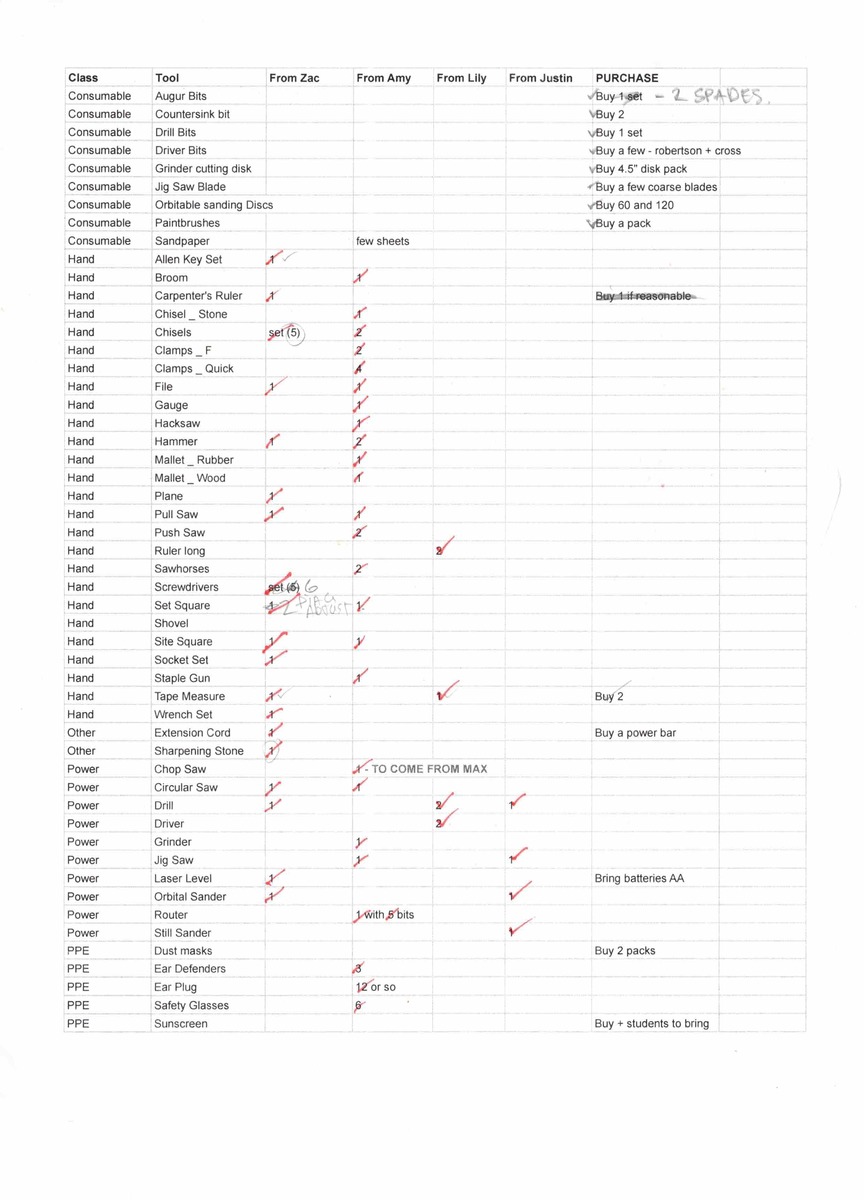 Class Tool From Zac From Amy From Lily From Justin PURCHASE
Consumable Augur Bits Buy 1 set - 2 SPADES.
Consumable Countersink bit Buy 2
Consumable Drill Bits Buy 1 set
Consumable Driver Bits Buy a few - robertson + cross
Consumable Grinder cutting disk Buy 4.5" disk pack
Consumable Jig Saw Blade Buy a few coarse blades
Consumable Orbitable sanding Discs Buy 60 and 120
Consumable Paintbrushes Buy a pack
Consumable Sandpaper few sheets
Hand Allen Key Set 1
Hand Broom 1
Hand Carpenter's Ruler 1 Buy 1 if reasonable
Hand Chisel _ Stone 1
Hand Chisels set (5) 2
Hand Clamps _ F 2
Hand Clamps _ Quick 4
Hand File 1 1
Hand Gauge 1
Hand Hacksaw 1
Hand Hammer 1 2
Hand Mallet _ Rubber 1
Hand Mallet _ Wood 1
Hand Plane 1
Hand Pull Saw 1 1
Hand Push Saw 2
Hand Ruler long 2
Hand Sawhorses 2
Hand Screwdrivers set (5) 6
Hand Set Square 1 2 1
Hand Shovel
Hand Site Square 1 1
Hand Socket Set 1
Hand Staple Gun 1
Hand Tape Measure 1 1 Buy 2
Hand Wrench Set 1
Other Extension Cord 1 Buy a power bar
Other Sharpening Stone 1
Power Chop Saw 1 - TO COME FROM MAX
Power Circular Saw 1 1
Power Drill 1 2 1
Power Driver 2
Power Grinder 1
Power Jig Saw 1 1
Power Laser Level 1 Bring batteries AA
Power Orbital Sander 1 1
Power Router 1 with 5 bits
Power Still Sander 1
PPE Dust masks Buy 2 packs
PPE Ear Defenders 3
PPE Ear Plug 12 or so
PPE Safety Glasses 6
PPE Sunscreen Buy + students to bring